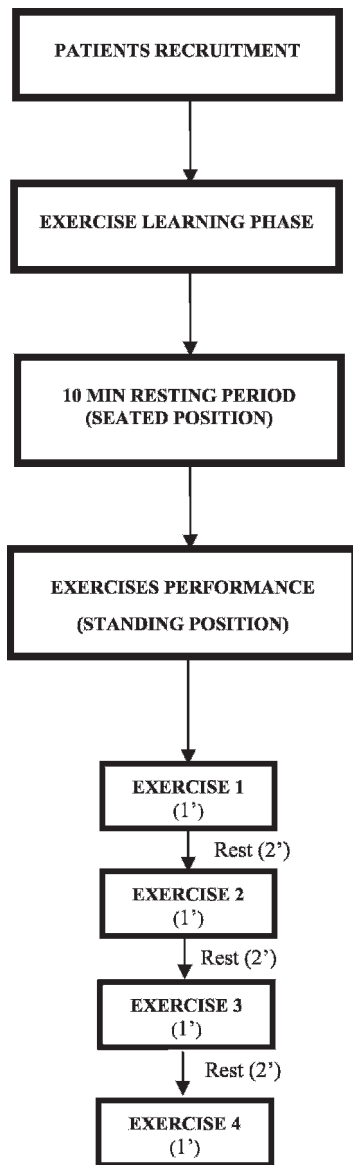 PATIENTS RECRUITMENT
EXERCISE LEARNING PHASE
10 MIN RESTING PERIOD
(SEATED POSITION)
EXERCISES PERFORMANCE
(STANDING POSITION)
EXERCISE 1
(1’)
Rest (2’)
EXERCISE 2
(1’)
Rest (2’)
EXERCISE 3
(1’)
Rest (2’)
EXERCISE 4
(1’)